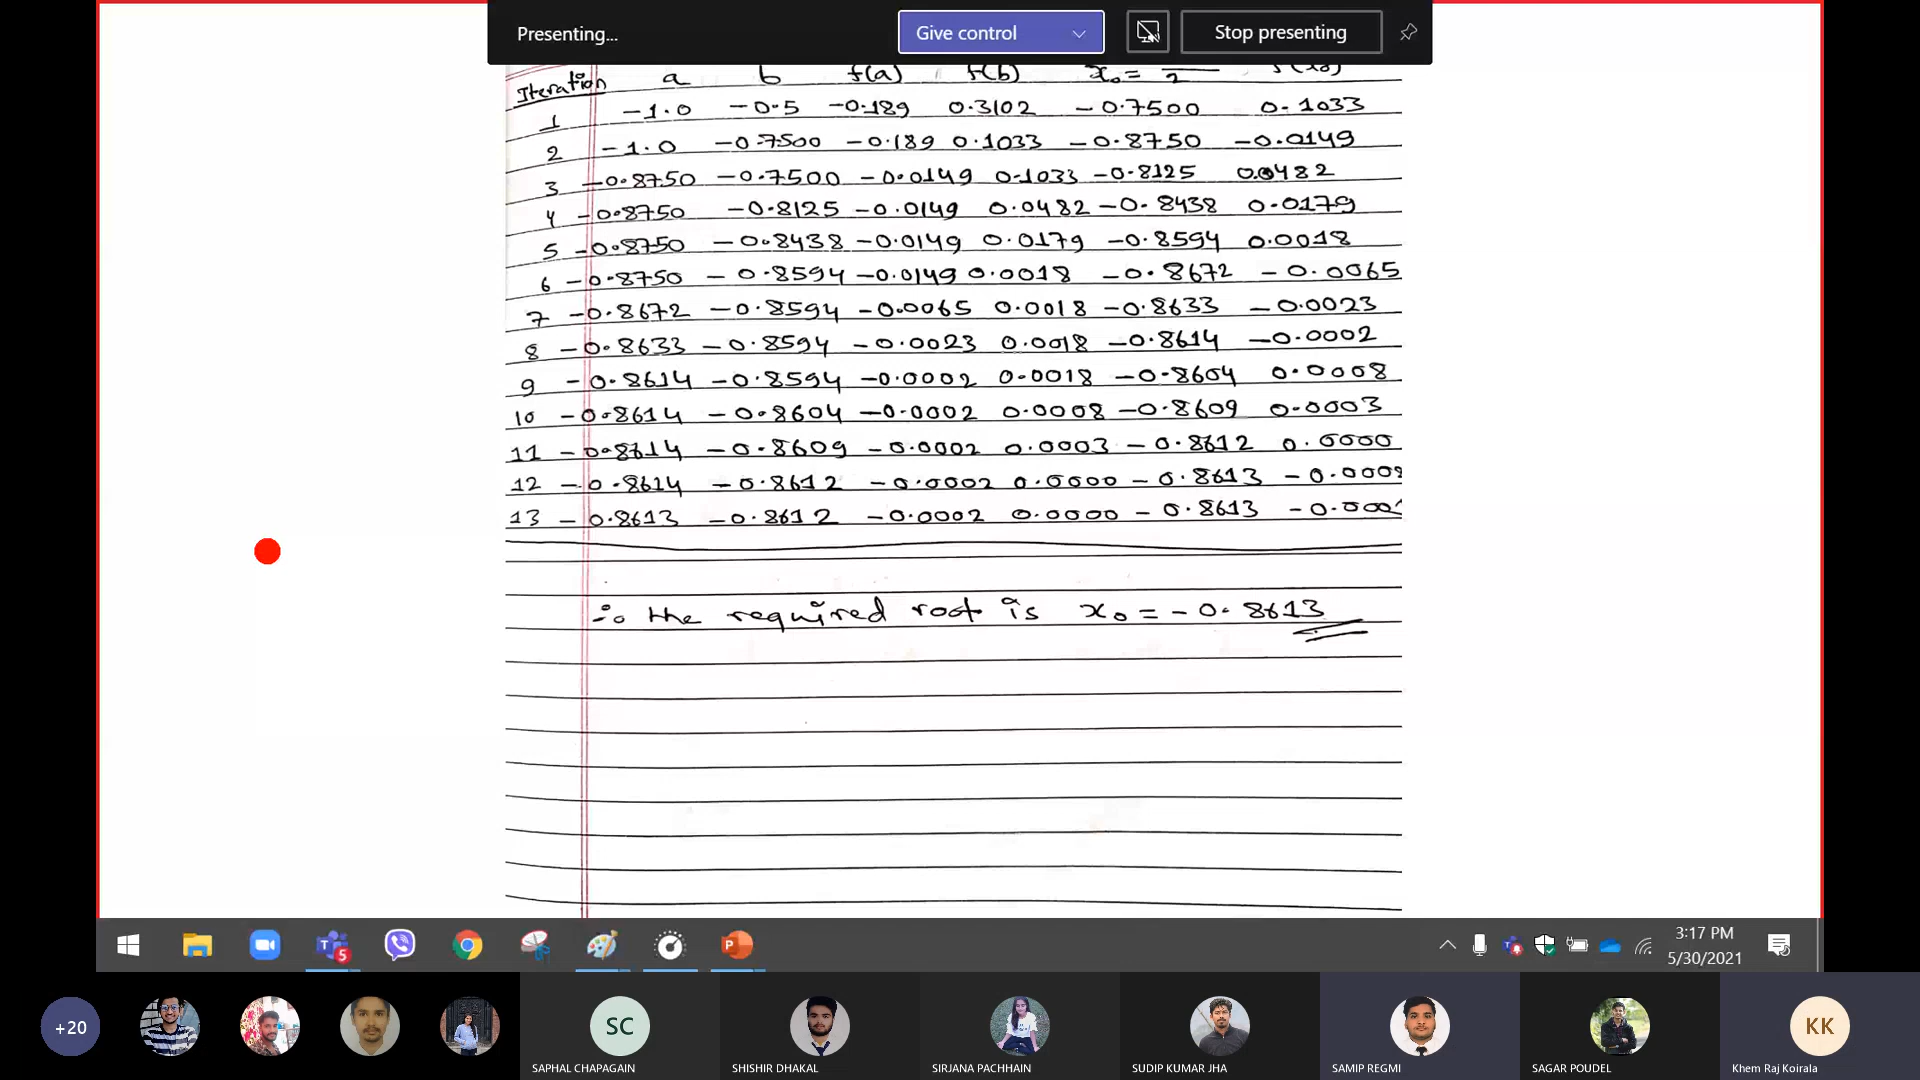 Presenting...
Give control
Stop presenting
Iteration a b f(a) f(b) x₀ = ―/2 f(x₀)
1 -1.0 -0.5 -0.189 0.3102 -0.7500 0.1033
2 -1.0 -0.7500 -0.189 0.1033 -0.8750 -0.0149
3 -0.8750 -0.7500 -0.0149 0.1033 -0.8125 0.0482
4 -0.8750 -0.8125 -0.0149 0.0482 -0.8438 0.0179
5 -0.8750 -0.8438 -0.0149 0.0179 -0.8594 0.0018
6 -0.8750 -0.8594 -0.0149 0.0018 -0.8672 -0.0065
7 -0.8672 -0.8594 -0.0065 0.0018 -0.8633 -0.0023
8 -0.8633 -0.8594 -0.0023 0.0018 -0.8614 -0.0002
9 -0.8614 -0.8594 -0.0002 0.0018 -0.8604 0.0008
10 -0.8614 -0.8604 -0.0002 0.0008 -0.8609 0.0003
11 -0.8614 -0.8609 -0.0002 0.0003 -0.8612 0.0000
12 -0.8614 -0.8612 -0.0002 0.0000 -0.8613
13 -0.8613 -0.8612 -0.0002 0.0000 -0.8613
∴ the required root is x₀ = -0.8613
5
P
3:17 PM
5/30/2021
+20
SC
KK
SAPHAL CHAPAGAIN
SHISHIR DHAKAL
SIRJANA PACHHAIN
SUDIP KUMAR JHA
SAMIP REGMI
SAGAR POUDEL
Khem Raj Koirala